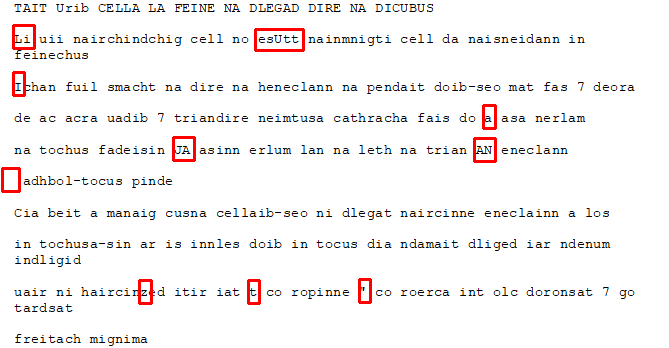 TAIT Urib CELLA LA FEINE NA DLEGAD DIRE NA DICUBUS
Li uii nairchindchig cell no esUtt nainmnigti cell da naisneidann in
feinechus
Ichan fuil smacht na dire na heneclann na pendait doib-seo mat fas 7 deora
de ac acra uadib 7 triandire neimtusa cathracha fais do a asa nerlam
na tochus fadeisin JA asinn erlum lan na leth na trian AN eneclann
adhbol-tocus pinde
Cia beit a manaig cusna cellaib-seo ni dlegat naircinne eneclainn a los
in tochusa-sin ar is innles doib in tocus dia ndamait dliged iar ndenum
indligid
uair ni haircinzed itir iat t co ropinne " co roerca int olc doronsat 7 go
tardsat
freitach mignima